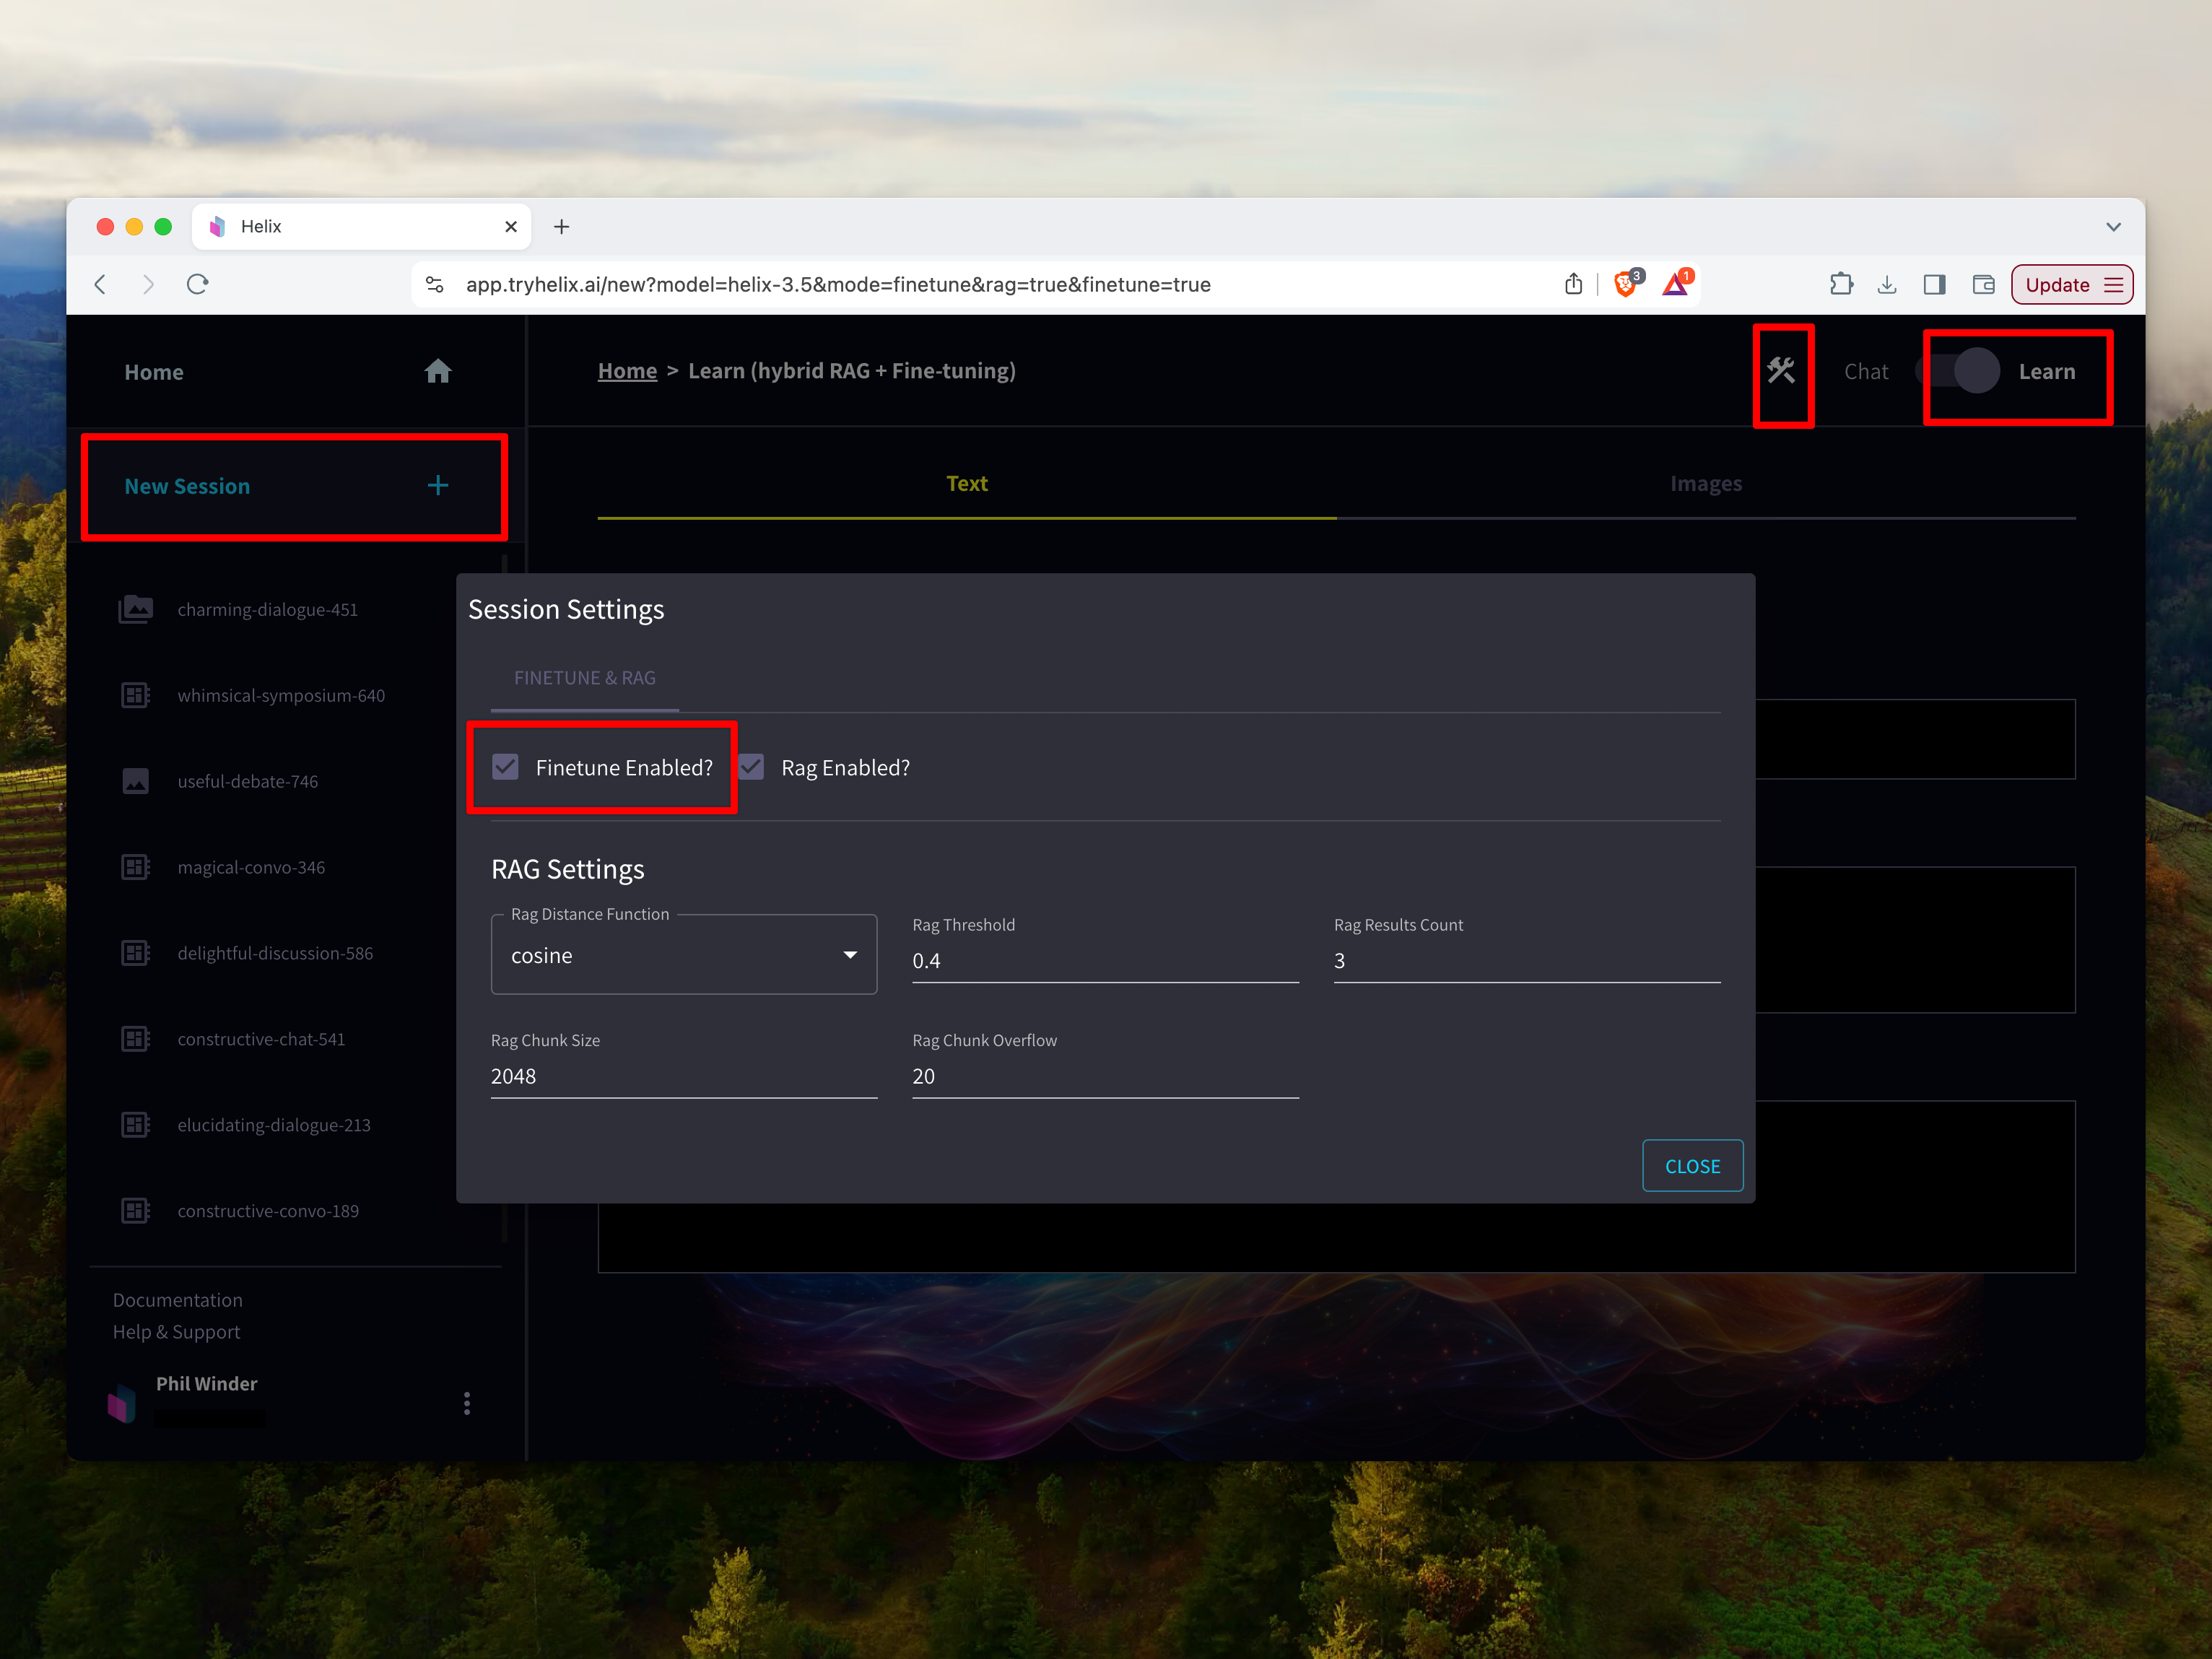 Helix
app.tryhelix.ai/new?model=helix-3.5&mode=finetune&rag=true&finetune=true
3
1
Update
Home
Home > Learn (hybrid RAG + Fine-tuning)
Chat
Learn
New Session
Text
Images
charming-dialogue-451
whimsical-symposium-640
useful-debate-746
magical-convo-346
delightful-discussion-586
constructive-chat-541
elucidating-dialogue-213
constructive-convo-189
Documentation
Help & Support
Phil Winder
Session Settings
FINETUNE & RAG
Finetune Enabled?
Rag Enabled?
RAG Settings
Rag Distance Function
cosine
Rag Threshold
0.4
Rag Results Count
3
Rag Chunk Size
2048
Rag Chunk Overflow
20
CLOSE